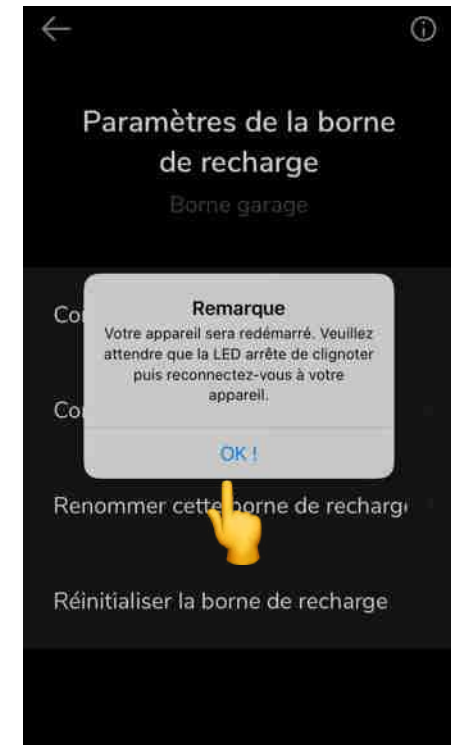 Paramètres de la borne
de recharge
Borne garage
Remarque
Votre appareil sera redémarré. Veuillez
attendre que la LED arrête de clignoter
puis reconnectez-vous à votre
appareil.
OK !
Renommer cette borne de recharg
Réinitialiser la borne de recharge